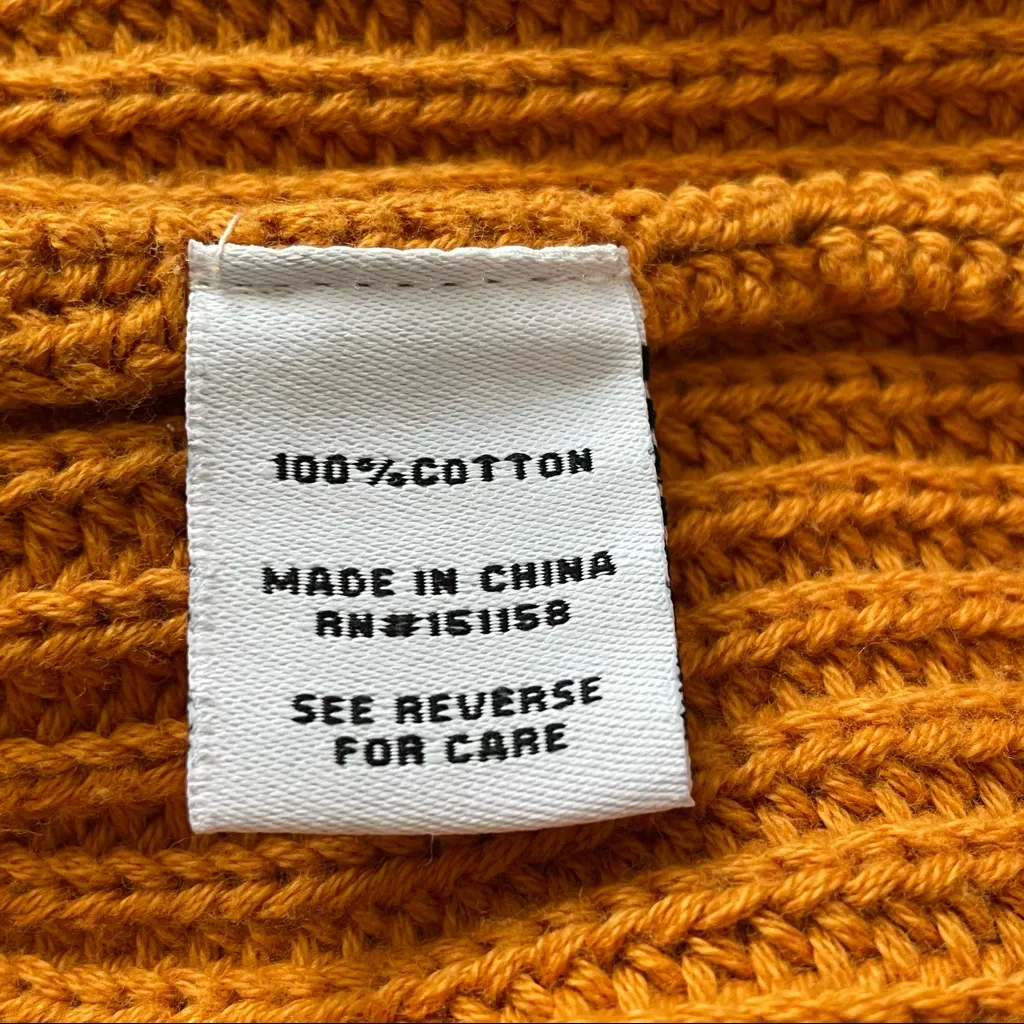 100%COTTON
MADE IN CHINA
RN#151158
SEE REVERSE
FOR CARE